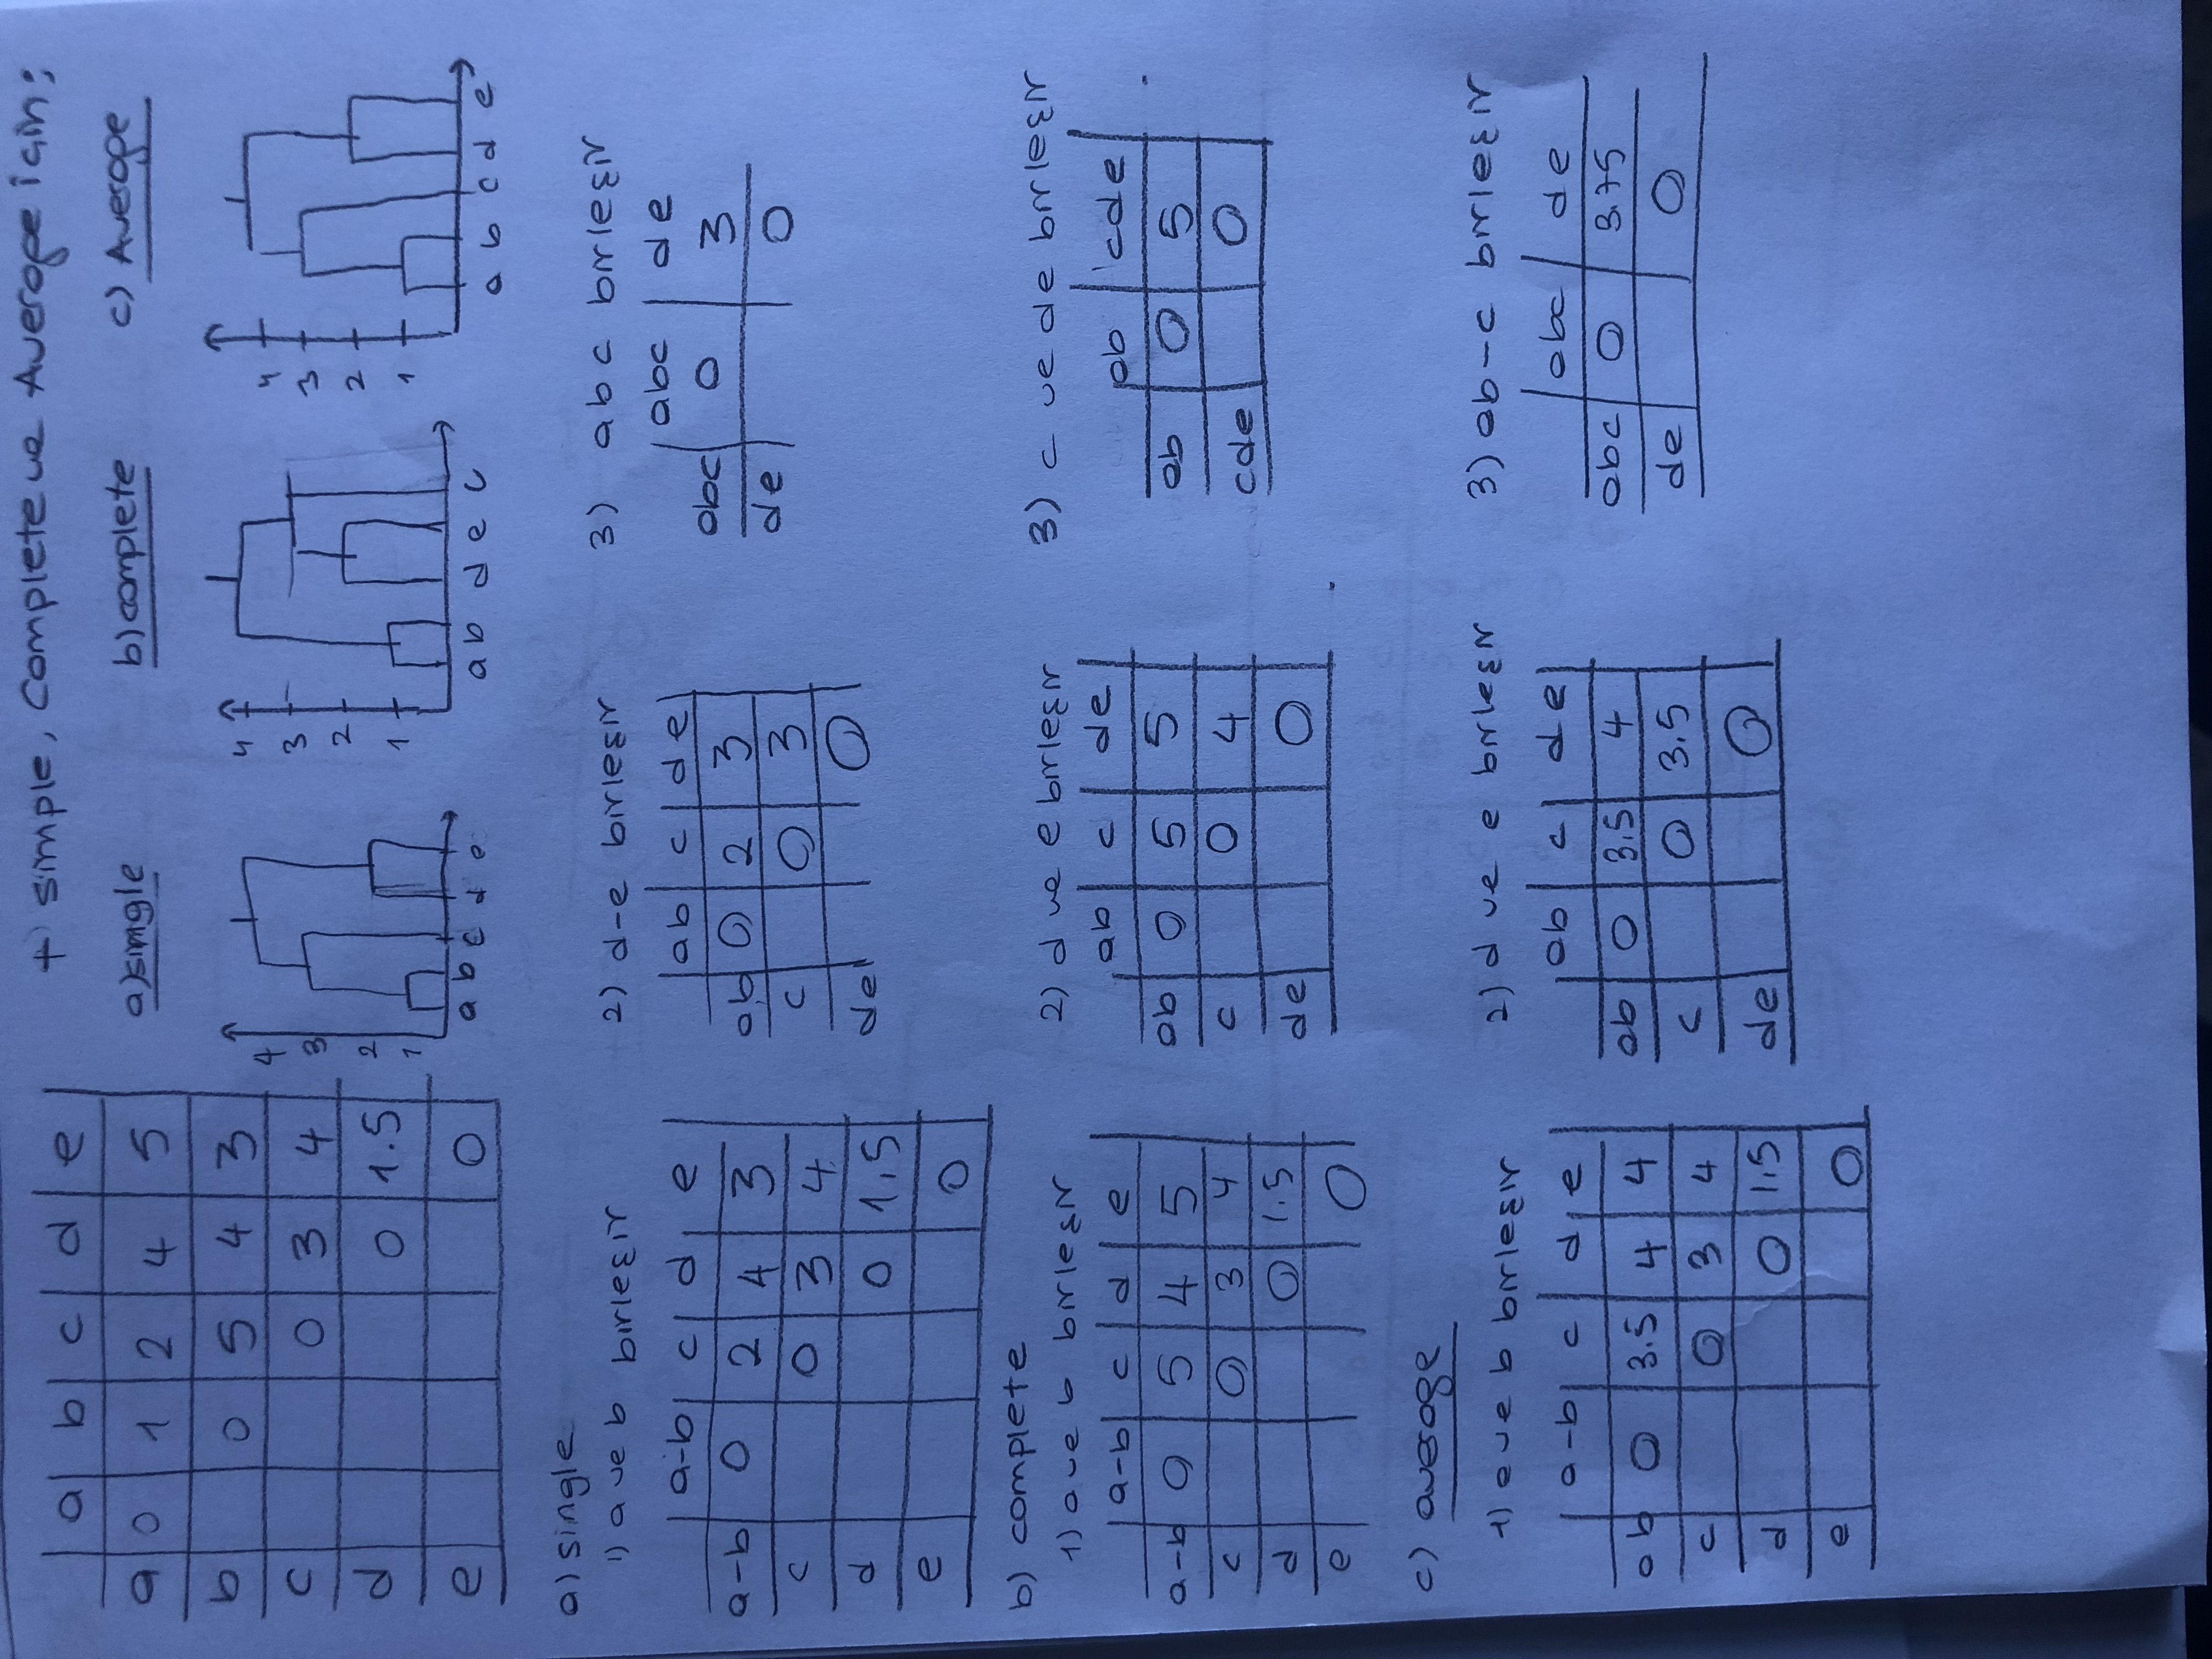 + simple, Complete ve Average için;
a b c d e
a 0 1 2 4 5
b 0 5 4 3
c 0 3 4
d 0 1.5
e 0
a) single
4
3
2
1
a b c d e
b) complete
4
3
2
1
a b d e c
c) Average
4
3
2
1
a b c d e
a) single
1) a ve b birleşir
a-b c d e
a-b 0 2 4 3
c 0 3 4
d 0 1.5
e 0
2) d-e birleşir
ab c de
ab 0 2 3
c 0 3
de 0
3) abc birleşir
abc de
abc 0 3
de 0
b) complete
1) a ve b birleşir
a-b c d e
a-b 0 5 4 5
c 0 3 4
d 0 1.5
e 0
2) d ve e birleşir
ab c de
ab 0 5 5
c 0 4
de 0
3) c ve de birleşir
ab cde
ab 0 5
cde 0
c) average
1) a ve b birleşir
a-b c d e
ab 0 3.5 4 4
c 0 3 4
d 0 1.5
e 0
2) d ve e birleşir
ab c de
ab 0 3.5 4
c 0 3.5
de 0
3) ab-c birleşir
abc de
abc 0 3.75
de 0